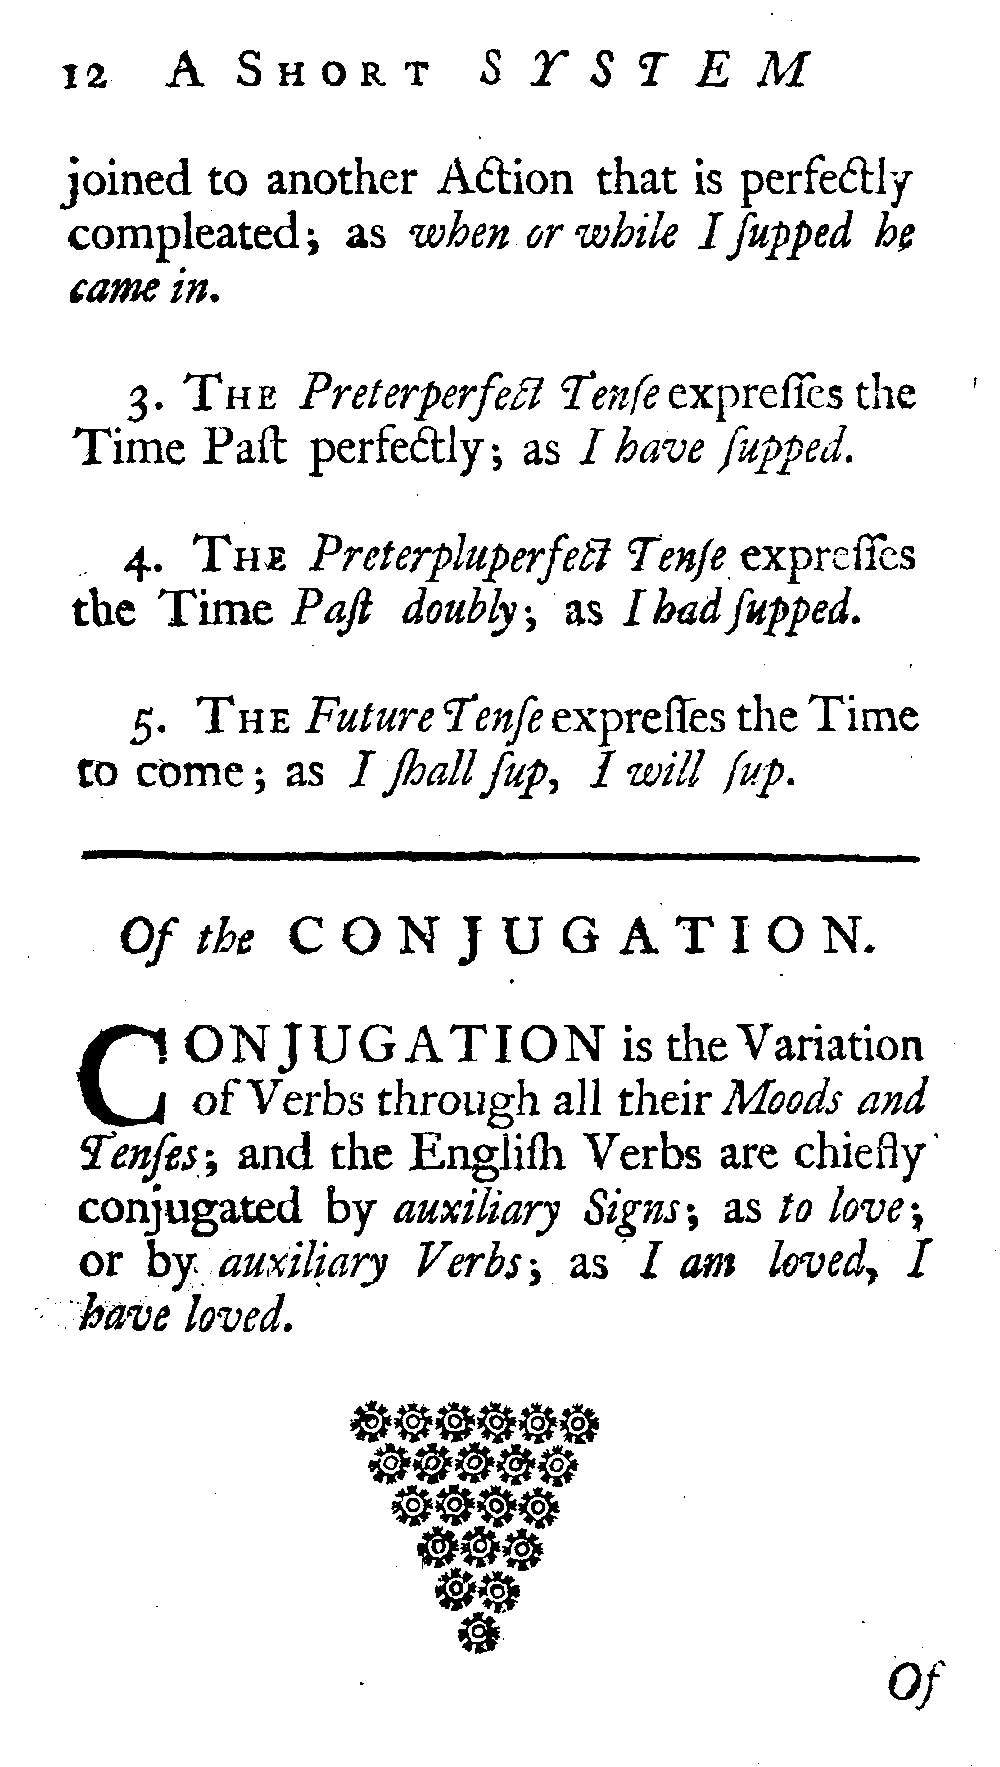 12 A SHORT SYSTEM
joined to another Action that is perfectly
compleated; as when or while I ſupped he
came in.
3. THE Preterperfect Tenſe expreſſes the
Time Paſt perfectly; as I have ſupped.
4. THE Preterpluperfect Tenſe expreſſes
the Time Paſt doubly; as I had ſupped.
5. THE Future Tenſe expreſſes the Time
to come; as I ſhall ſup, I will ſup.
Of the CONJUGATION.
CONJUGATION is the Variation
of Verbs through all their Moods and
Tenſes; and the Engliſh Verbs are chiefly
conjugated by auxiliary Signs; as to love;
or by auxiliary Verbs; as I am loved, I
have loved.
Of